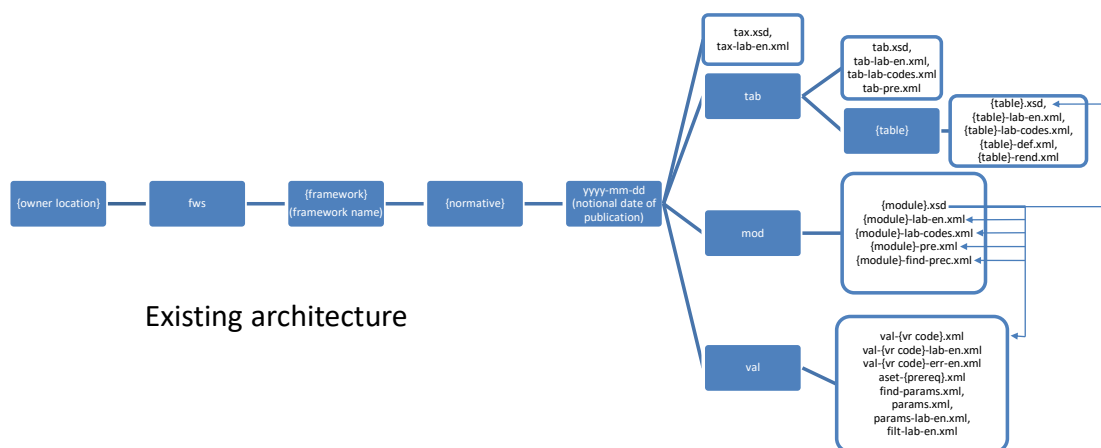 tax.xsd,
tax-lab-en.xml
tab
tab.xsd,
tab-lab-en.xml,
tab-lab-codes.xml
tab-pre.xml
{table}
{table}.xsd,
{table}-lab-en.xml,
{table}-lab-codes.xml,
{table}-def.xml,
{table}-rend.xml
{owner location}
fws
{framework}
(framework name)
{normative}
yyyy-mm-dd
(notional date of
publication)
mod
{module}.xsd
{module}-lab-en.xml
{module}-lab-codes.xml
{module}-pre.xml
{module}-find-prec.xml
Existing architecture
val
val-{vr code}.xml
val-{vr code}-lab-en.xml
val-{vr code}-err-en.xml
aset-{prereq}.xml
find-params.xml,
params.xml,
params-lab-en.xml,
filt-lab-en.xml